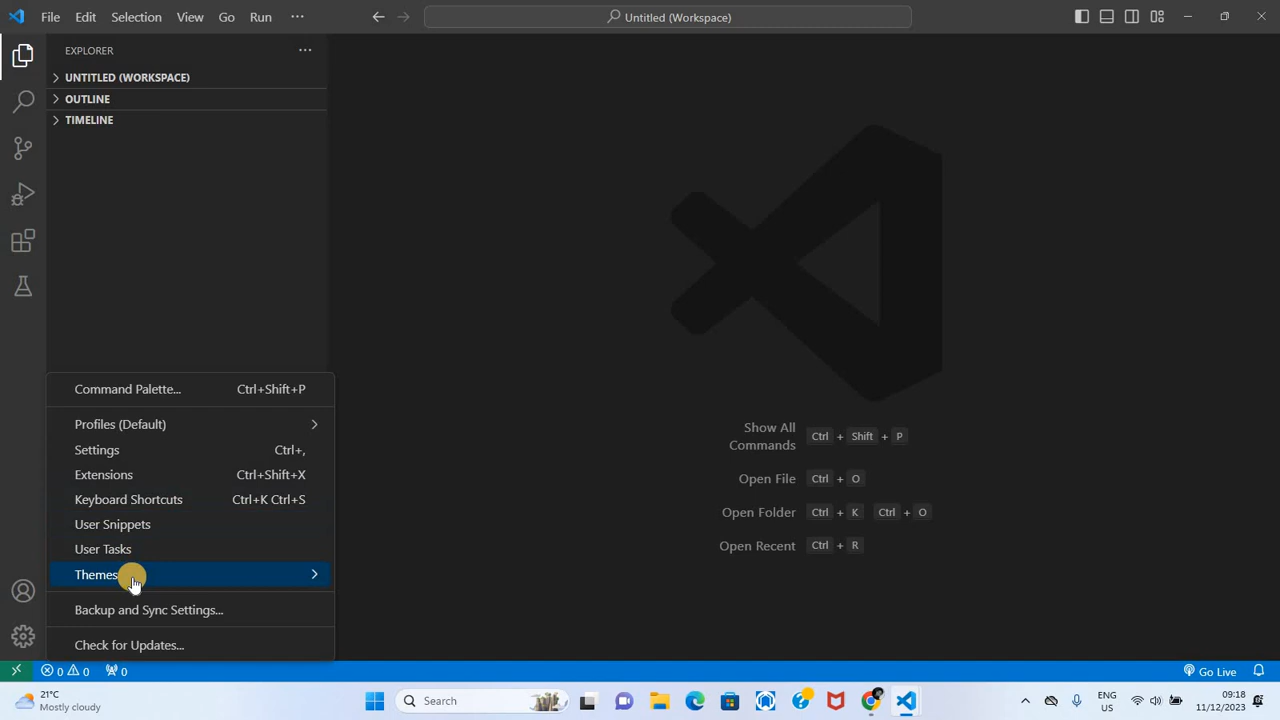 File Edit Selection View Go Run ···
Untitled (Workspace)
EXPLORER ···
UNTITLED (WORKSPACE)
OUTLINE
TIMELINE
Command Palette... Ctrl+Shift+P
Profiles (Default)
Settings Ctrl+,
Extensions Ctrl+Shift+X
Keyboard Shortcuts Ctrl+K Ctrl+S
User Snippets
User Tasks
Themes
Backup and Sync Settings...
Check for Updates...
Show All
Commands
Ctrl + Shift + P
Open File Ctrl + O
Open Folder Ctrl + K Ctrl + O
Open Recent Ctrl + R
0 0 0
Go Live
21°C
Mostly cloudy
Search
ENG
US
09:18
11/12/2023